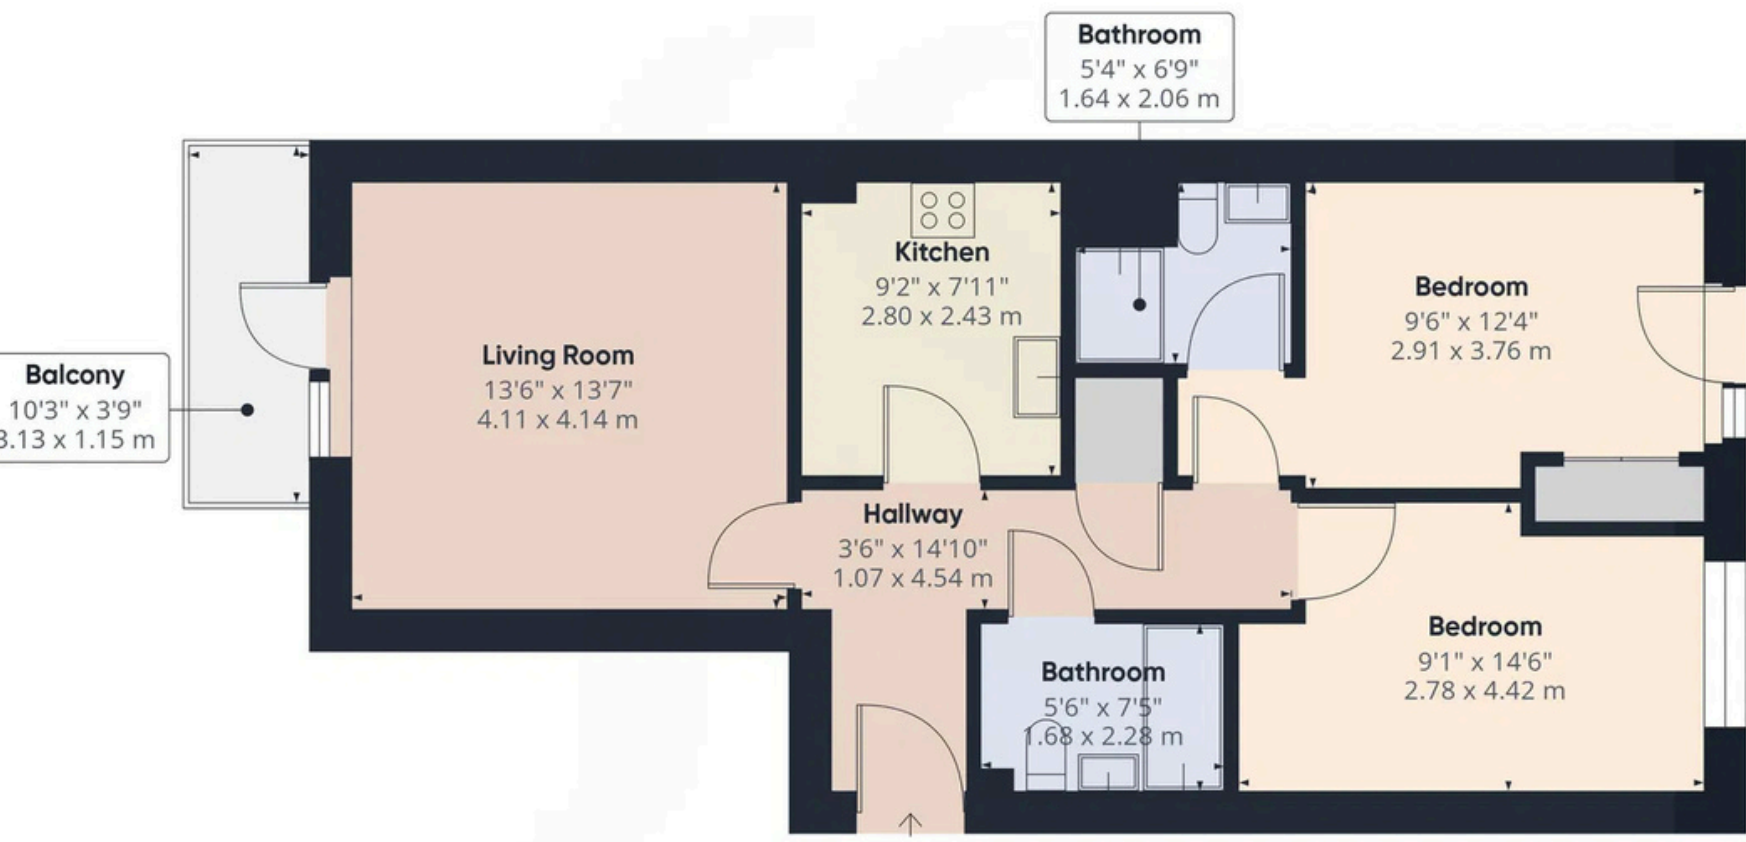 Bathroom
5'4" x 6'9"
1.64 x 2.06 m
Kitchen
9'2" x 7'11"
2.80 x 2.43 m
Bedroom
9'6" x 12'4"
2.91 x 3.76 m
Living Room
13'6" x 13'7"
4.11 x 4.14 m
Balcony
10'3" x 3'9"
3.13 x 1.15 m
Hallway
3'6" x 14'10"
1.07 x 4.54 m
Bedroom
9'1" x 14'6"
2.78 x 4.42 m
Bathroom
5'6" x 7'5"
1.68 x 2.28 m